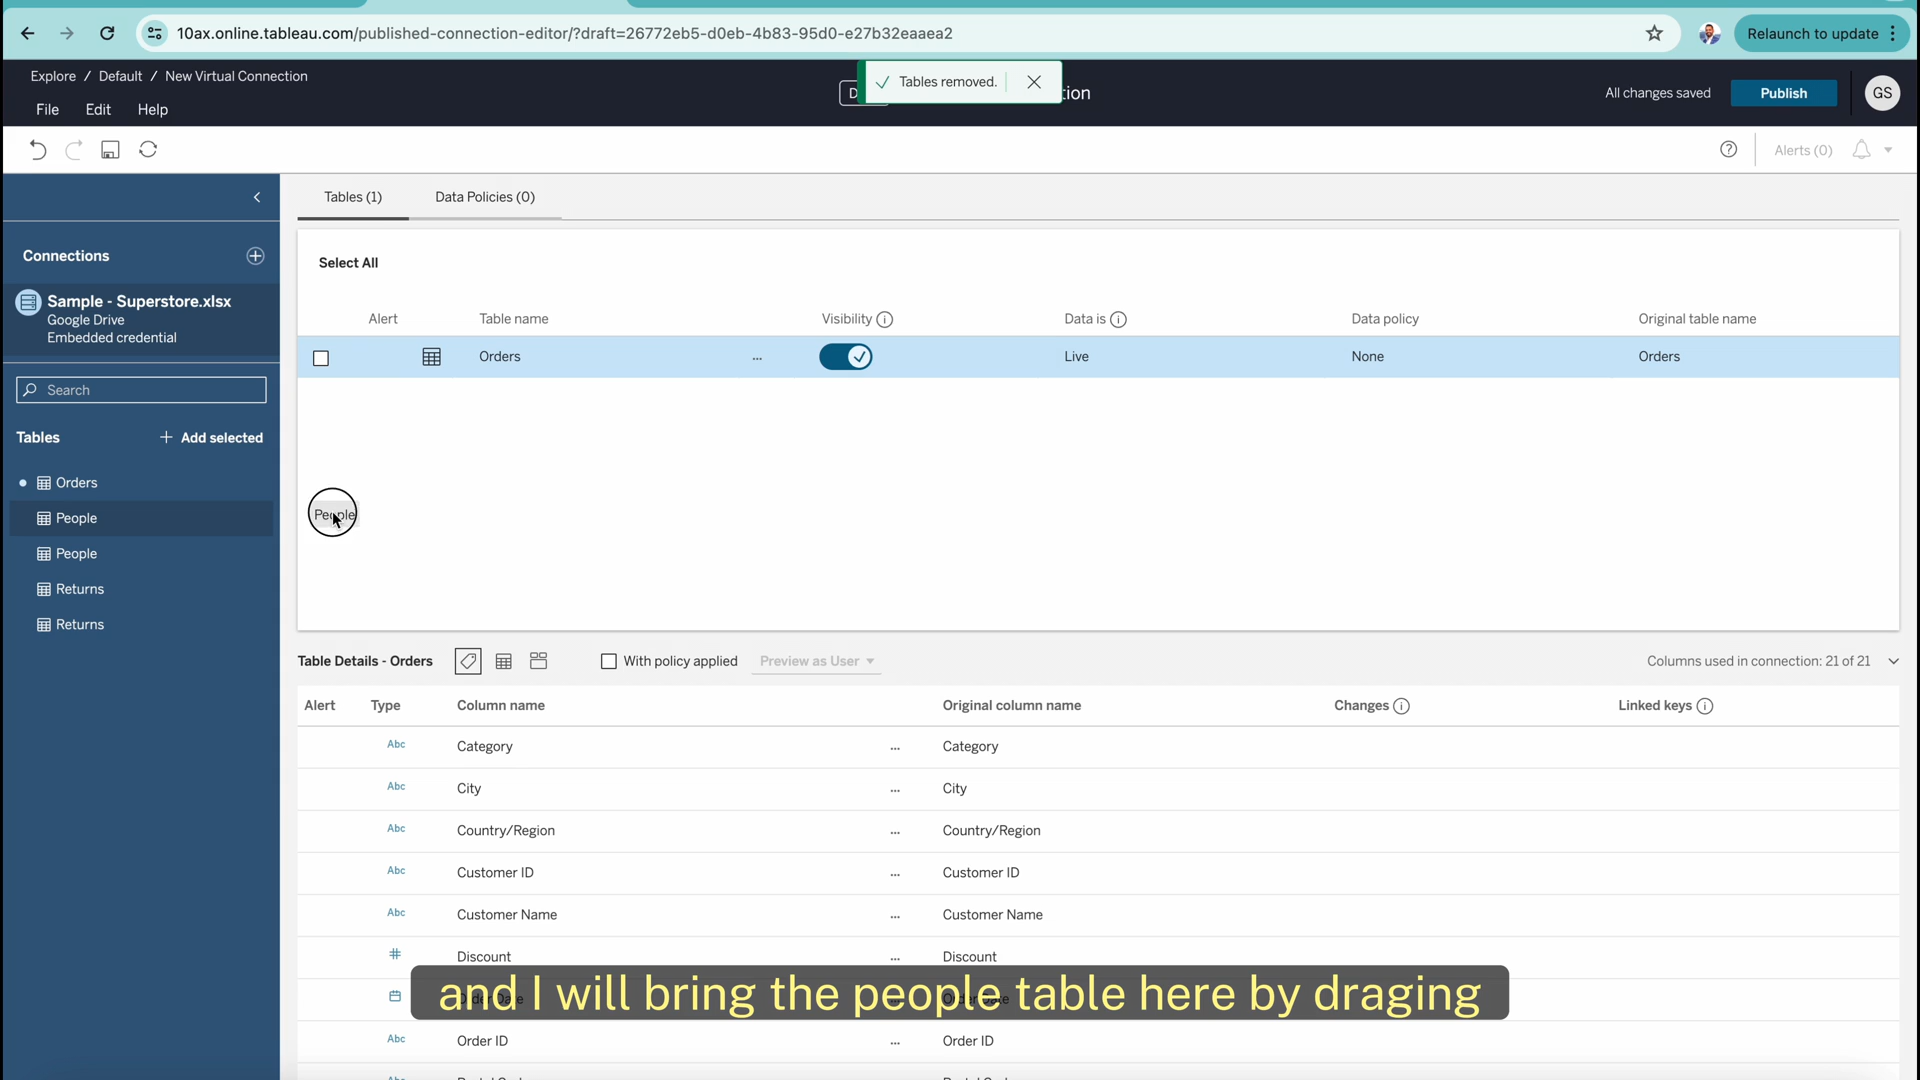 10ax.online.tableau.com/published-connection-editor/?draft=26772eb5-d0eb-4b83-95d0-e27b32eaaea2
Relaunch to update
Explore / Default / New Virtual Connection
Tables removed.
tion
All changes saved
Publish
GS
File
Edit
Help
Alerts (0)
Tables (1)
Data Policies (0)
Connections
Sample - Superstore.xlsx
Google Drive
Embedded credential
Search
Tables
Add selected
Orders
People
People
Returns
Returns
Select All
Alert
Table name
Visibility
Data is
Data policy
Original table name
Orders
...
Live
None
Orders
People
Table Details - Orders
With policy applied
Preview as User
Columns used in connection: 21 of 21
Alert
Type
Column name
Original column name
Changes
Linked keys
Abc
Category
...
Category
Abc
City
...
City
Abc
Country/Region
...
Country/Region
Abc
Customer ID
...
Customer ID
Abc
Customer Name
...
Customer Name
#
Discount
...
Discount
and I will bring the people table here by draging
Abc
Order ID
...
Order ID